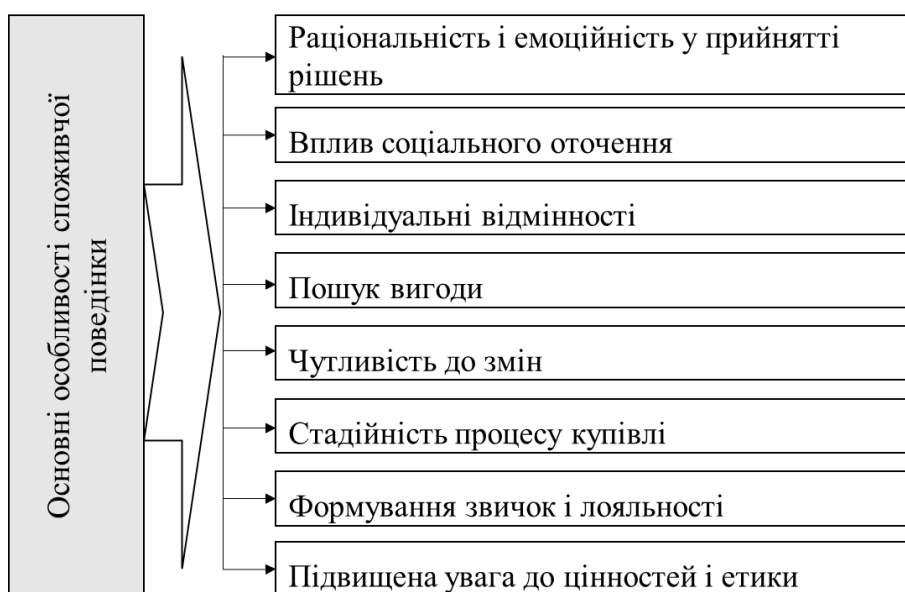 Основні особливості споживчої
поведінки
Раціональність і емоційність у прийнятті
рішень
Вплив соціального оточення
Індивідуальні відмінності
Пошук вигоди
Чутливість до змін
Стадійність процесу купівлі
Формування звичок і лояльності
Підвищена увага до цінностей і етики